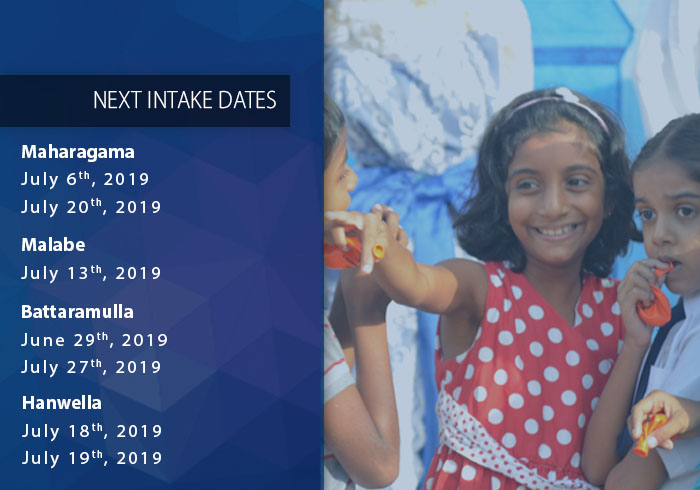 NEXT INTAKE DATES
Maharagama
July 6th, 2019
July 20th, 2019
Malabe
July 13th, 2019
Battaramulla
June 29th, 2019
July 27th, 2019
Hanwella
July 18th, 2019
July 19th, 2019